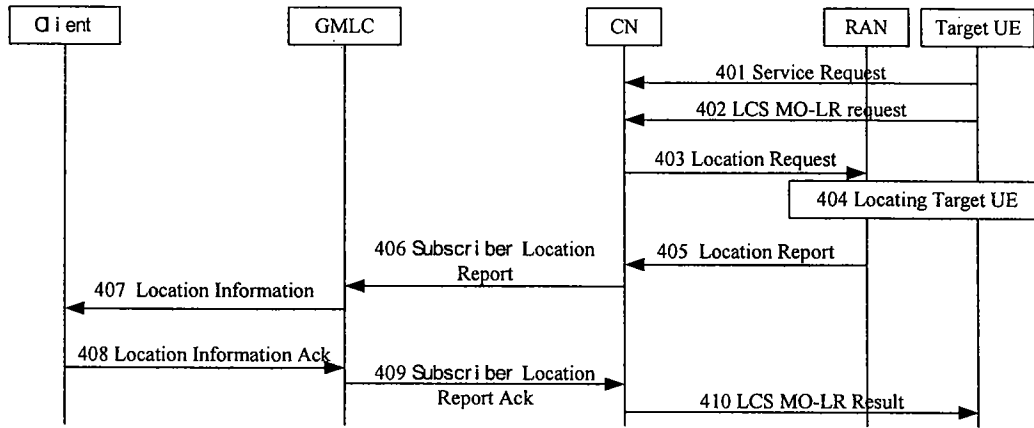 Client
GMLC
CN
RAN
Target UE
401 Service Request
402 LCS MO-LR request
403 Location Request
404 Locating Target UE
405 Location Report
406 Subscriber Location
Report
407 Location Information
408 Location Information Ack
409 Subscriber Location
Report Ack
410 LCS MO-LR Result